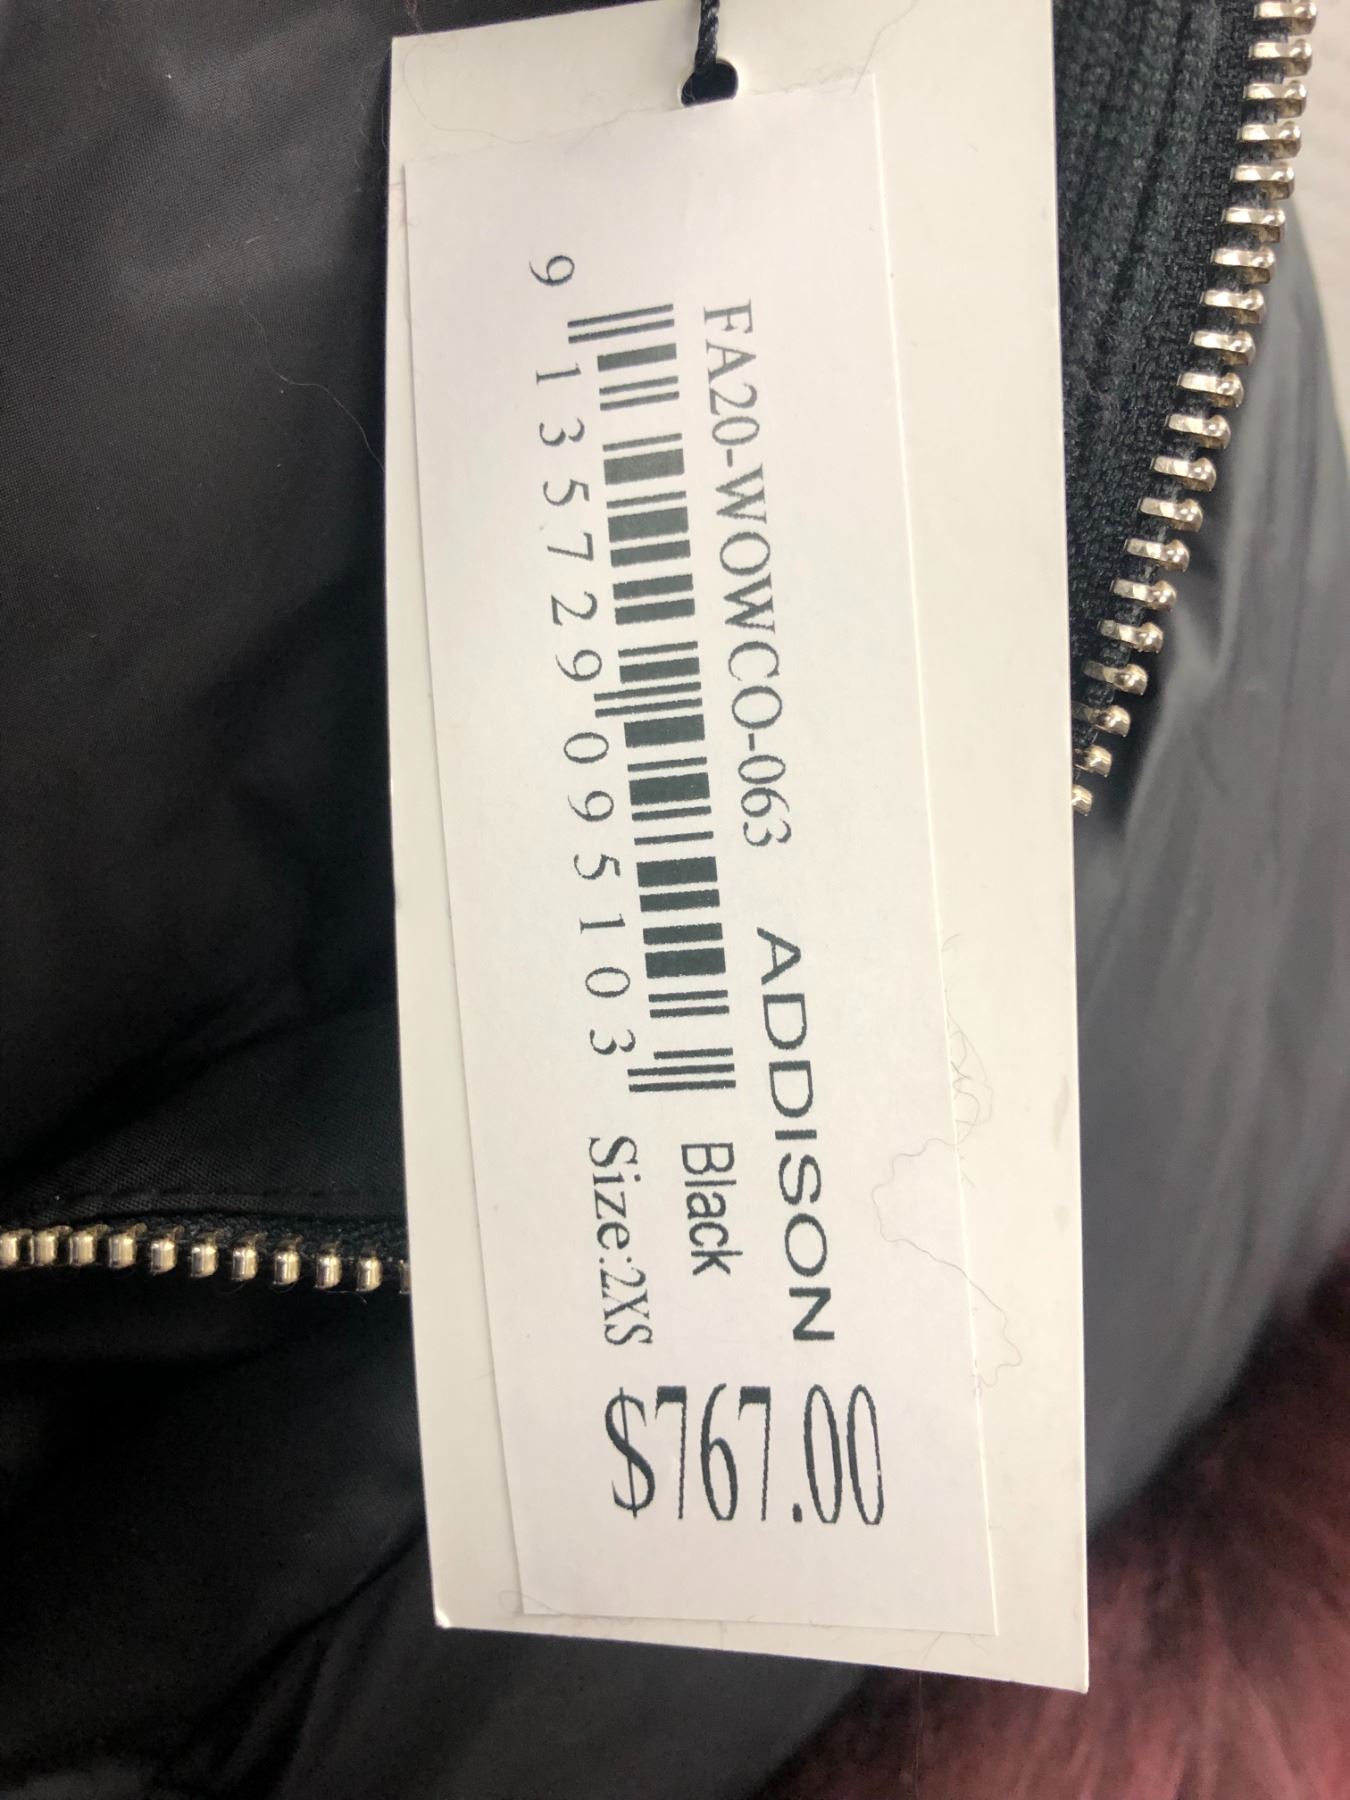 FA20-WOWCO-063 ADDISON
Black
9 135729 095103 Size:2XS
$767.00